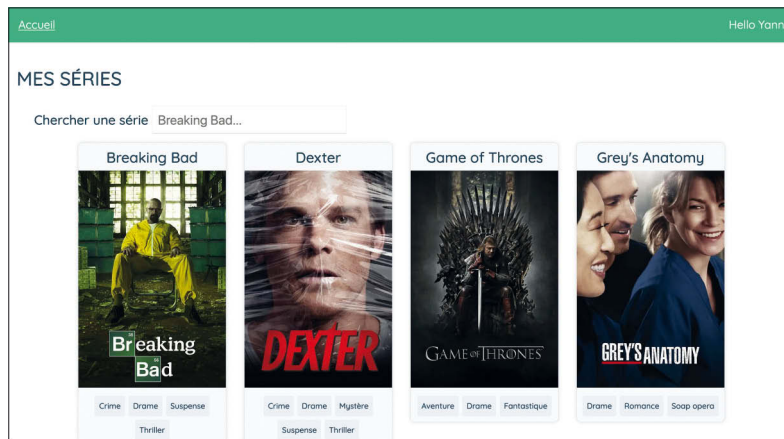 Accueil
Hello Yann
MES SÉRIES
Chercher une série
Breaking Bad...
Breaking Bad
Dexter
Game of Thrones
Grey's Anatomy
Breaking
Bad
DEXTER
GAME OF THRONES
GREY'S ANATOMY
Crime Drame Suspense
Thriller
Crime Drame Mystère
Suspense Thriller
Aventure Drame Fantastique
Drame Romance Soap opera